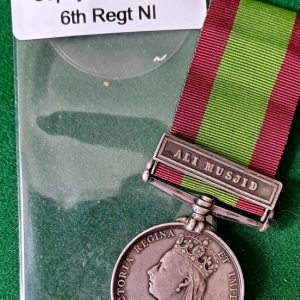 6th Regt NI
ALI MUSJID
VICTORIA REGINA ET IMP